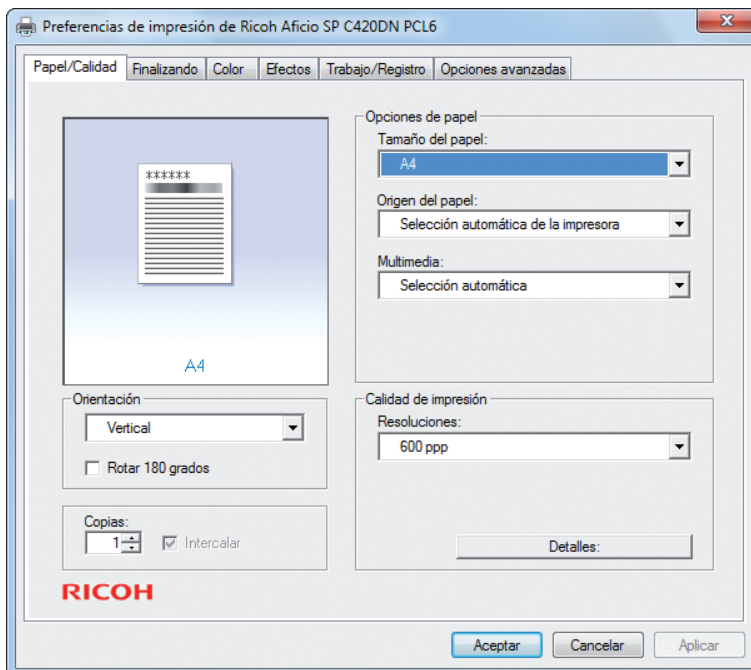 Preferencias de impresión de Ricoh Aficio SP C420DN PCL6
Papel/Calidad Finalizando Color Efectos Trabajo/Registro Opciones avanzadas
******
A4
Orientación
Vertical
Rotar 180 grados
Copias:
1
Intercalar
RICOH
Opciones de papel
Tamaño del papel:
A4
Origen del papel:
Selección automática de la impresora
Multimedia:
Selección automática
Calidad de impresión
Resoluciones:
600 ppp
Detalles:
Aceptar Cancelar Aplicar